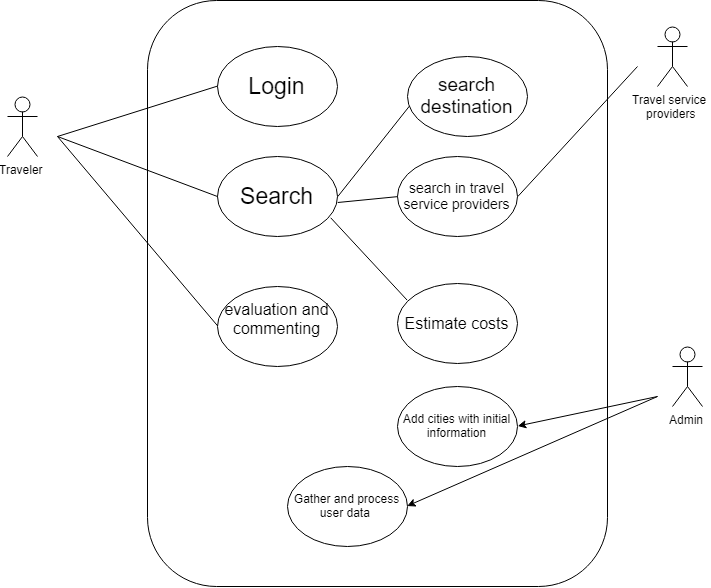 Login
search
destination
Travel service
providers
Traveler
Search
search in travel
service providers
evaluation and
commenting
Estimate costs
Add cities with initial
information
Admin
Gather and process
user data